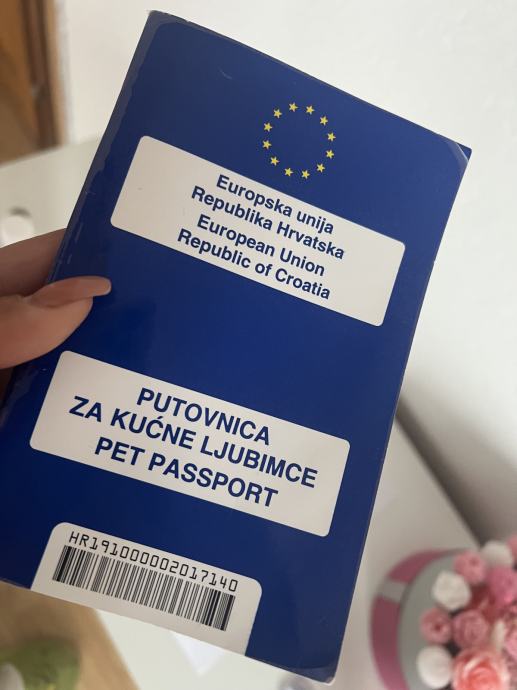 Europska unija
Republika Hrvatska
European Union
Republic of Croatia
PUTOVNICA
ZA KUĆNE LJUBIMCE
PET PASSPORT
HR191000002017140